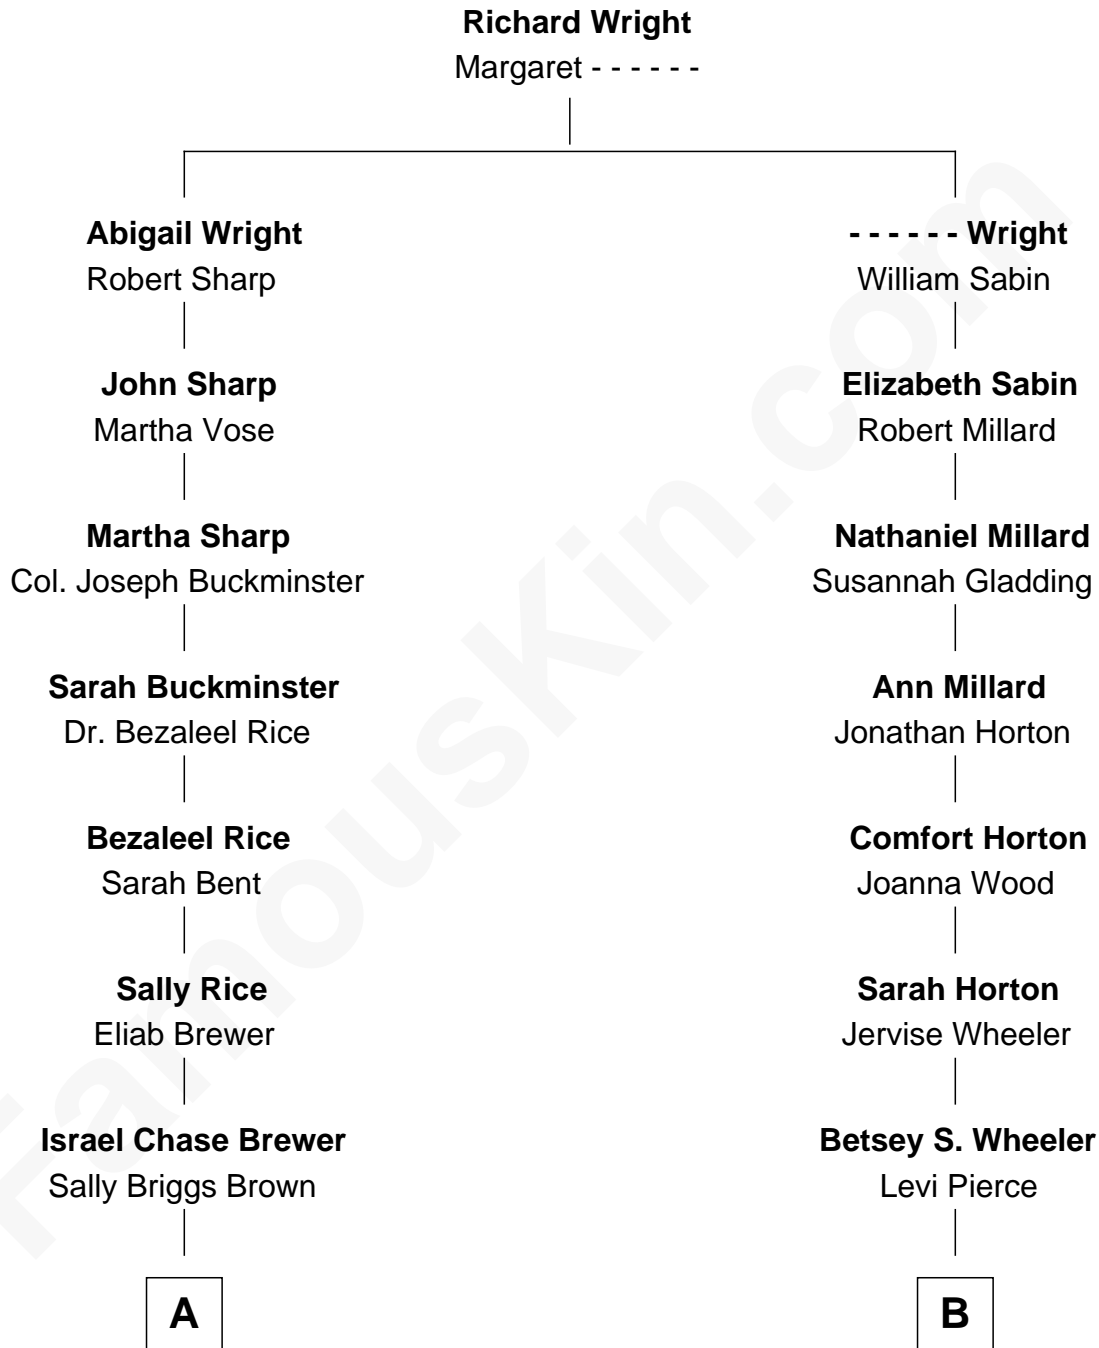 Richard Wright
Margaret - - - - - -
Abigail Wright
Robert Sharp
- - - - - - Wright
William Sabin
John Sharp
Martha Vose
Elizabeth Sabin
Robert Millard
Martha Sharp
Col. Joseph Buckminster
Nathaniel Millard
Susannah Gladding
Sarah Buckminster
Dr. Bezaleel Rice
Ann Millard
Jonathan Horton
Bezaleel Rice
Sarah Bent
Comfort Horton
Joanna Wood
Sally Rice
Eliab Brewer
Sarah Horton
Jervise Wheeler
Israel Chase Brewer
Sally Briggs Brown
Betsey S. Wheeler
Levi Pierce
A
B
FamousKin.com